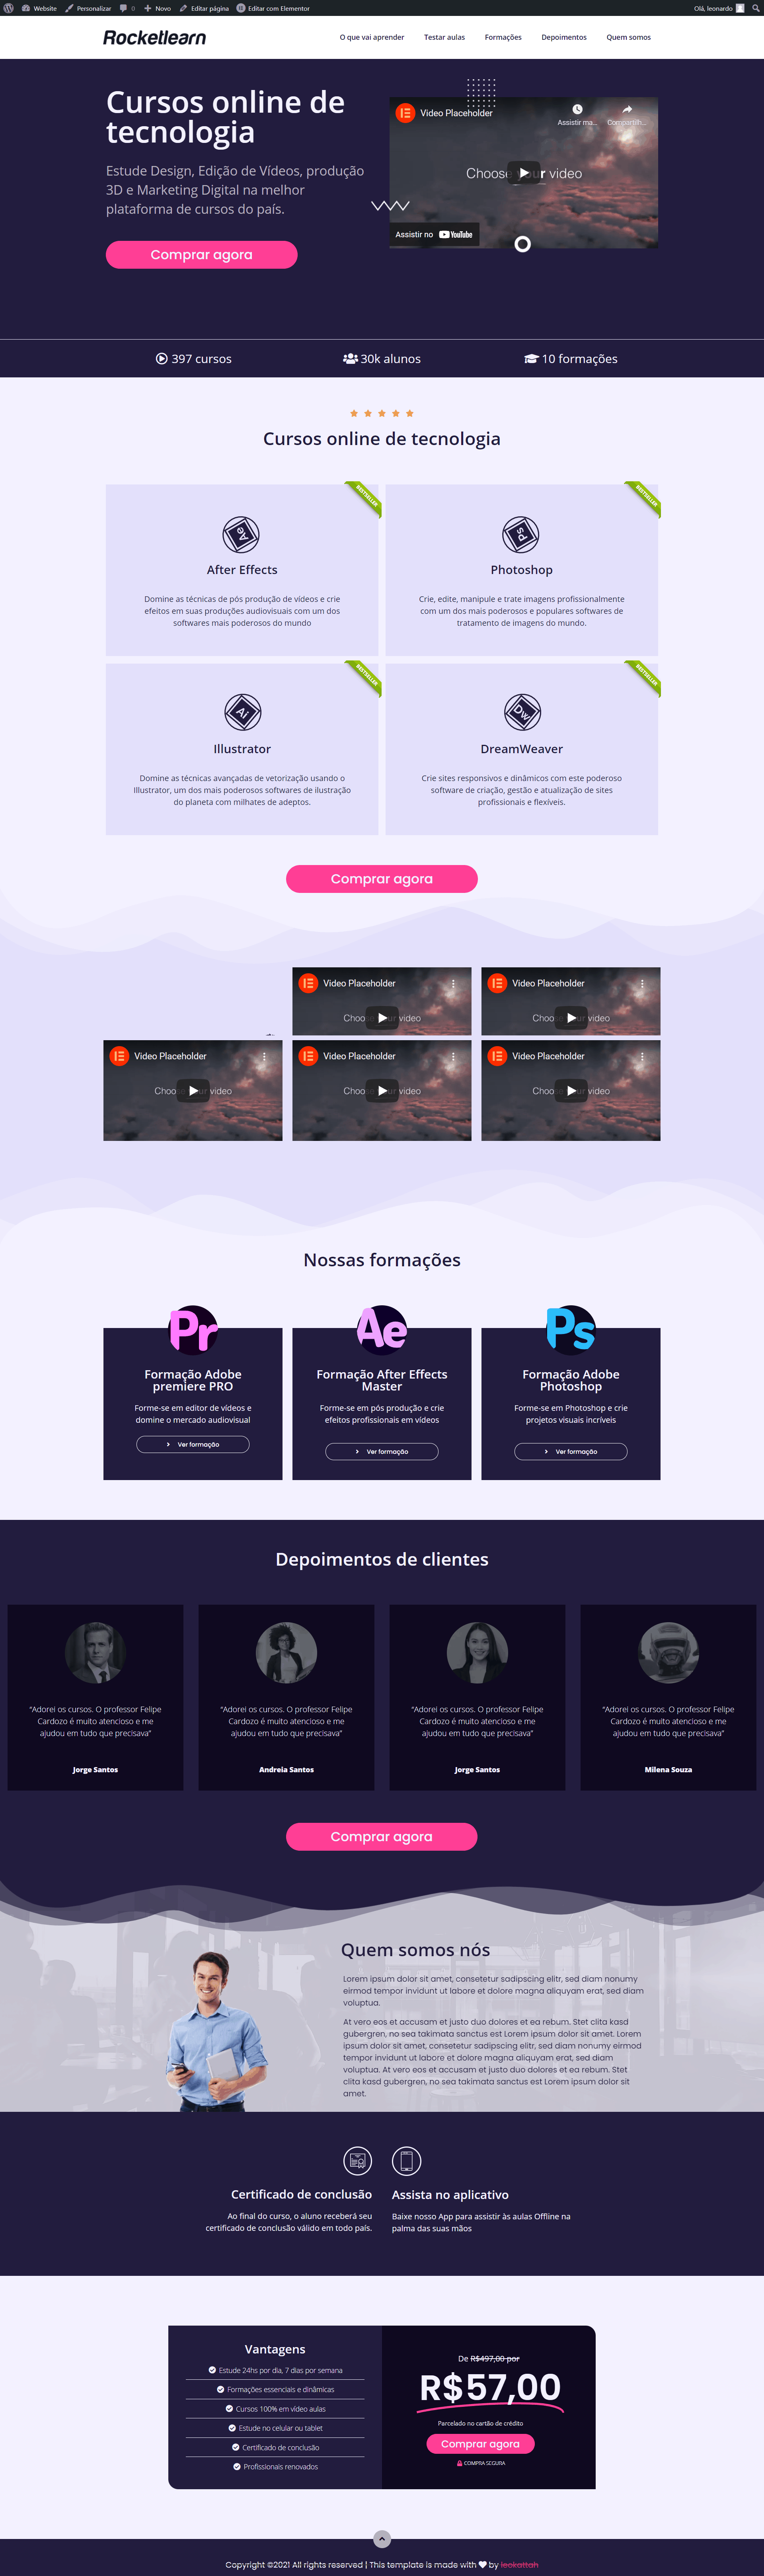 Website Personalizar 0 Novo Editar página Editar com Elementor Olá, leonardo
Rocketlearn
O que vai aprender Testar aulas Formações Depoimentos Quem somos
Cursos online de
tecnologia
Estude Design, Edição de Vídeos, produção
3D e Marketing Digital na melhor
plataforma de cursos do país.
Comprar agora
Video Placeholder
Assistir ma...
Choose your video
Assistir no YouTube
397 cursos
30k alunos
10 formações
Cursos online de tecnologia
BESTSELLER
Ae
After Effects
Domine as técnicas de pós produção de vídeos e crie
efeitos em suas produções audiovisuais com um dos
softwares mais poderosos do mundo
BESTSELLER
Ps
Photoshop
Crie, edite, manipule e trate imagens profissionalmente
com um dos mais poderosos e populares softwares de
tratamento de imagens do mundo.
BESTSELLER
Ai
Illustrator
Domine as técnicas avançadas de vetorização usando o
Illustrator, um dos mais poderosos softwares de ilustração
do planeta com milhates de adeptos.
BESTSELLER
Dw
DreamWeaver
Crie sites responsivos e dinâmicos com este poderoso
software de criação, gestão e atualização de sites
profissionais e flexíveis.
Comprar agora
Video Placeholder
Choose your video
Video Placeholder
Choose your video
Video Placeholder
Choose your video
Video Placeholder
Choose your video
Video Placeholder
Choose your video
Nossas formações
Pr
Formação Adobe
premiere PRO
Forme-se em editor de vídeos e
domine o mercado audiovisual
Ver formação
Ae
Formação After Effects
Master
Forme-se em pós produção e crie
efeitos profissionais em vídeos
Ver formação
Ps
Formação Adobe
Photoshop
Forme-se em Photoshop e crie
projetos visuais incríveis
Ver formação
Depoimentos de clientes
“Adorei os cursos. O professor Felipe
Cardozo é muito atencioso e me
ajudou em tudo que precisava”
Jorge Santos
“Adorei os cursos. O professor Felipe
Cardozo é muito atencioso e me
ajudou em tudo que precisava”
Andreia Santos
“Adorei os cursos. O professor Felipe
Cardozo é muito atencioso e me
ajudou em tudo que precisava”
Jorge Santos
“Adorei os cursos. O professor Felipe
Cardozo é muito atencioso e me
ajudou em tudo que precisava”
Milena Souza
Comprar agora
Quem somos nós
Lorem ipsum dolor sit amet, consetetur sadipscing elitr, sed diam nonumy
eirmod tempor invidunt ut labore et dolore magna aliquyam erat, sed diam
voluptua.
At vero eos et accusam et justo duo dolores et ea rebum. Stet clita kasd
gubergren, no sea takimata sanctus est Lorem ipsum dolor sit amet. Lorem
ipsum dolor sit amet, consetetur sadipscing elitr, sed diam nonumy eirmod
tempor invidunt ut labore et dolore magna aliquyam erat, sed diam
voluptua. At vero eos et accusam et justo duo dolores et ea rebum. Stet
clita kasd gubergren, no sea takimata sanctus est Lorem ipsum dolor sit
amet.
Certificado de conclusão
Ao final do curso, o aluno receberá seu
certificado de conclusão válido em todo país.
Assista no aplicativo
Baixe nosso App para assistir às aulas Offline na
palma das suas mãos
Vantagens
Estude 24hs por dia, 7 dias por semana
Formações essenciais e dinâmicas
Cursos 100% em vídeo aulas
Estude no celular ou tablet
Certificado de conclusão
Profissionais renovados
De R$497,00 por
R$57,00
Parcelado no cartão de crédito
Comprar agora
COMPRA SEGURA
Copyright ©2021 All rights reserved | This template is made with by leokattah